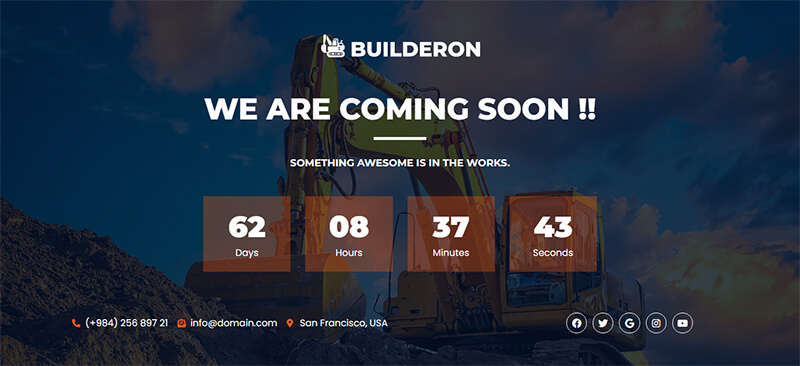 BUILDERON
WE ARE COMING SOON !!
SOMETHING AWESOME IS IN THE WORKS.
62 08 37 43
Days Hours Minutes Seconds
(+984) 256 897 21 info@domain.com San Francisco, USA